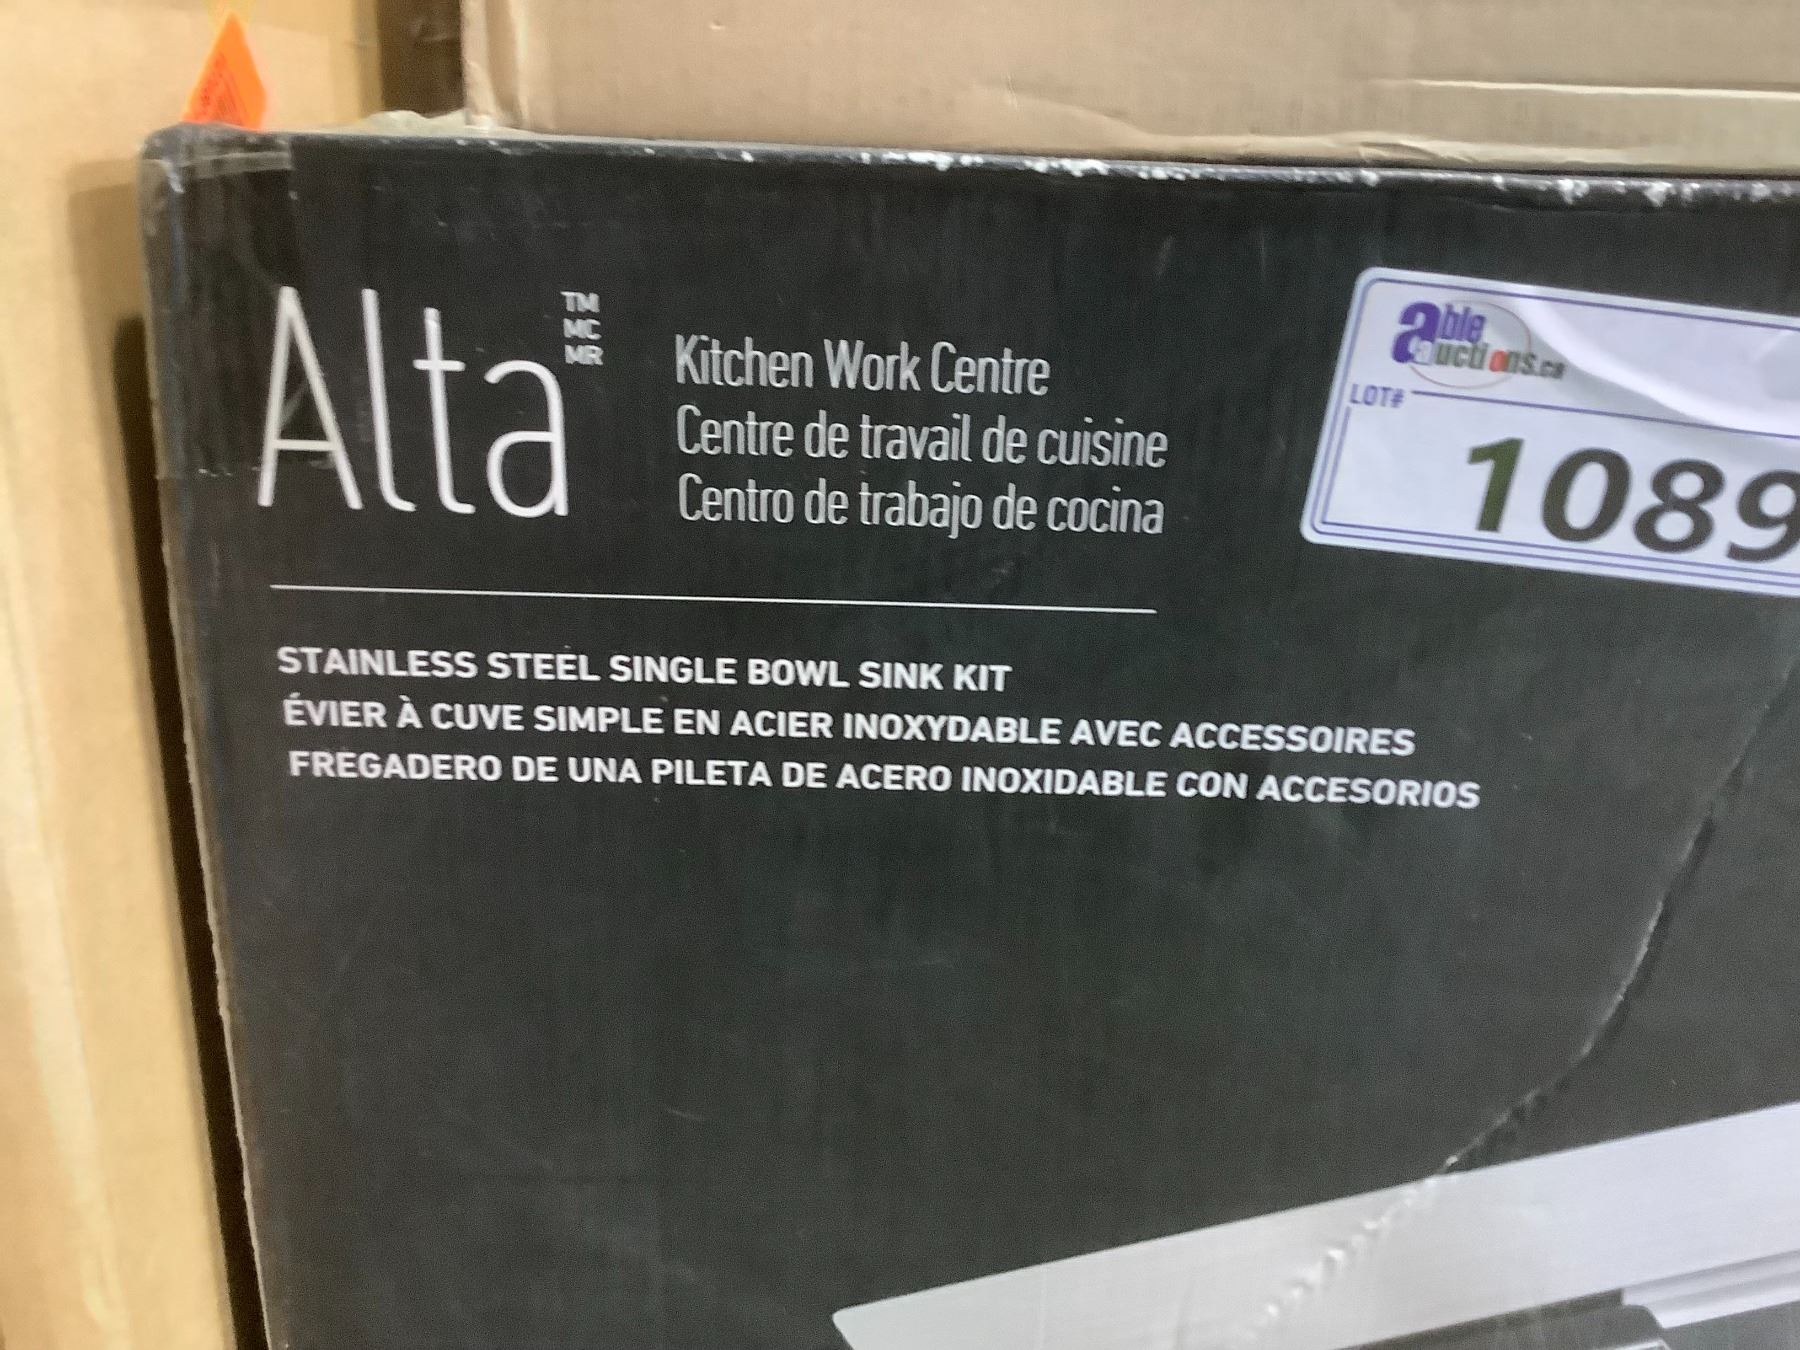 Alta
TM
MC
MR
Kitchen Work Centre
Centre de travail de cuisine
Centro de trabajo de cocina
able
auctions.ca
LOT#
1089
STAINLESS STEEL SINGLE BOWL SINK KIT
ÉVIER À CUVE SIMPLE EN ACIER INOXYDABLE AVEC ACCESSOIRES
FREGADERO DE UNA PILETA DE ACERO INOXIDABLE CON ACCESORIOS